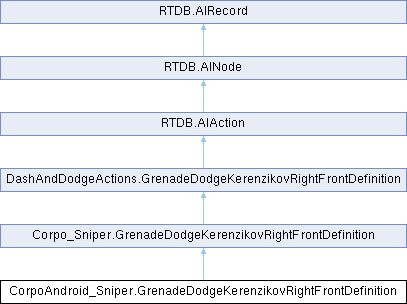 RTDB.AIRecord
RTDB.AINode
RTDB.AIAction
DashAndDodgeActions.GrenadeDodgeKerenzikovRightFrontDefinition
Corpo_Sniper.GrenadeDodgeKerenzikovRightFrontDefinition
CorpoAndroid_Sniper.GrenadeDodgeKerenzikovRightFrontDefinition